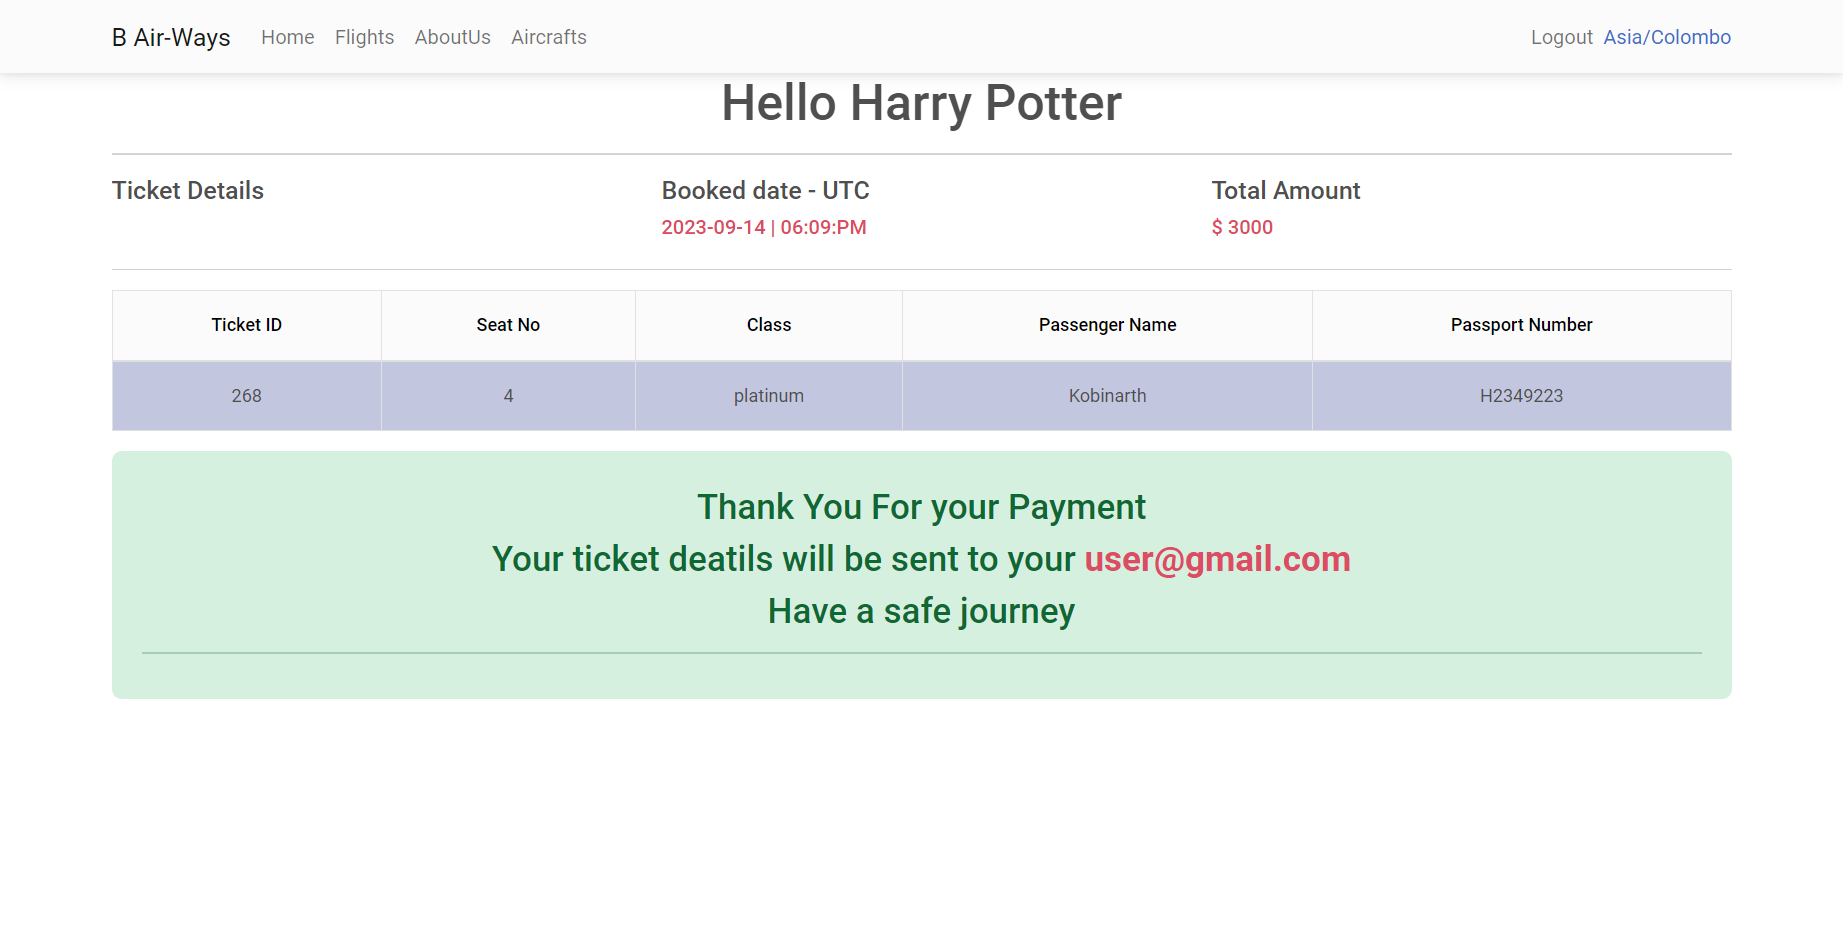 B Air-Ways Home Flights AboutUs Aircrafts Logout Asia/Colombo
Hello Harry Potter
Ticket Details Booked date - UTC Total Amount
2023-09-14 | 06:09:PM $ 3000
Ticket ID Seat No Class Passenger Name Passport Number
268 4 platinum Kobinarth H2349223
Thank You For your Payment
Your ticket deatils will be sent to your user@gmail.com
Have a safe journey